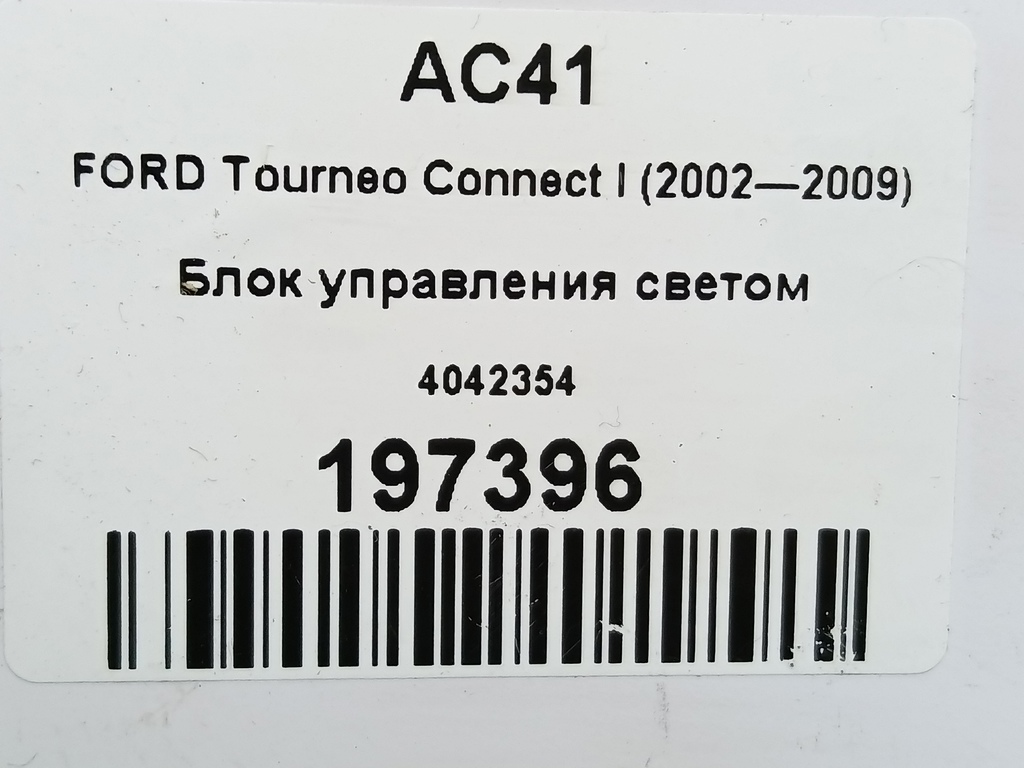 AC41
FORD Tourneo Connect I (2002—2009)
Блок управления светом
4042354
197396